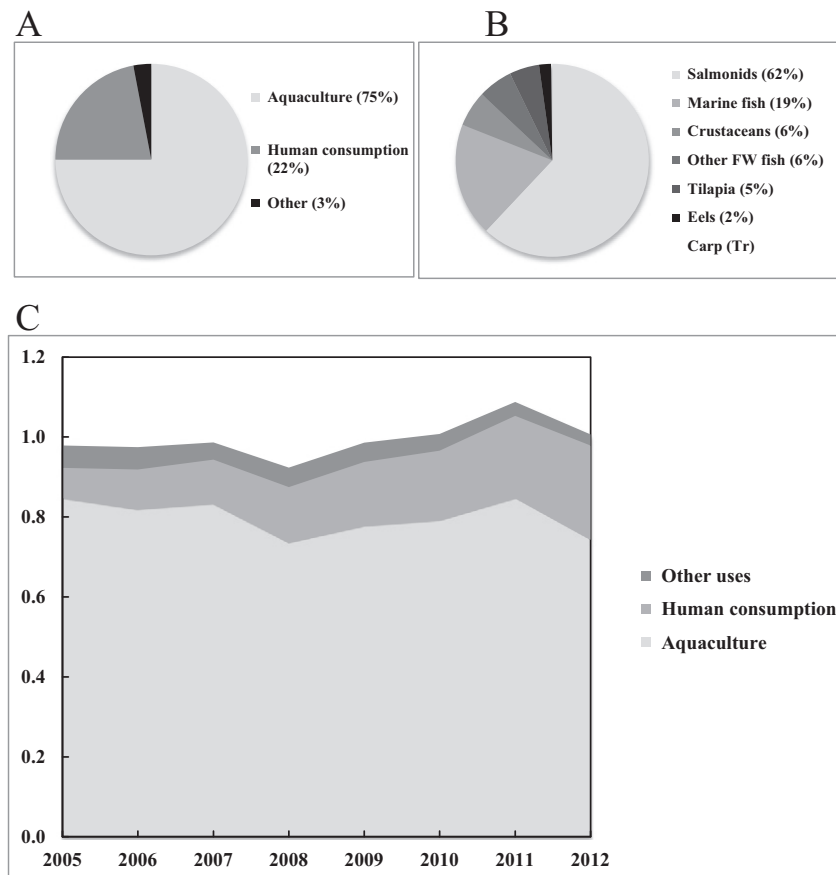 A
Aquaculture (75%)
Human consumption
(22%)
Other (3%)
B
Salmonids (62%)
Marine fish (19%)
Crustaceans (6%)
Other FW fish (6%)
Tilapia (5%)
Eels (2%)
Carp (Tr)
C
1.2
1.0
0.8
0.6
0.4
0.2
0.0
2005 2006 2007 2008 2009 2010 2011 2012
Other uses
Human consumption
Aquaculture